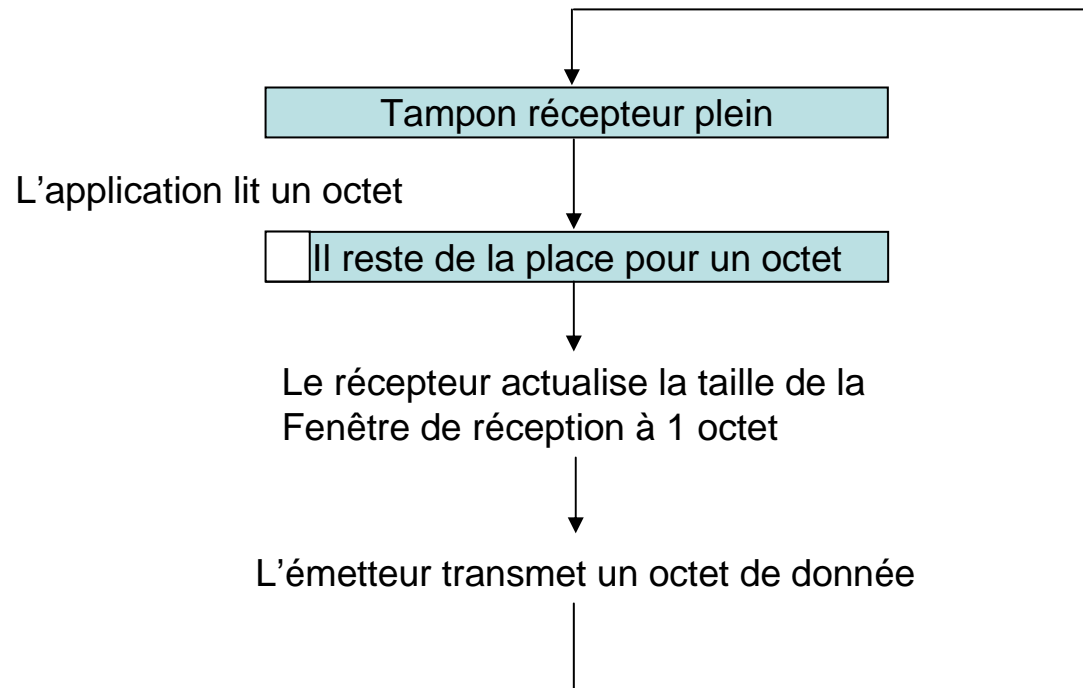 Tampon récepteur plein
L’application lit un octet
Il reste de la place pour un octet
Le récepteur actualise la taille de la
Fenêtre de réception à 1 octet
L’émetteur transmet un octet de donnée